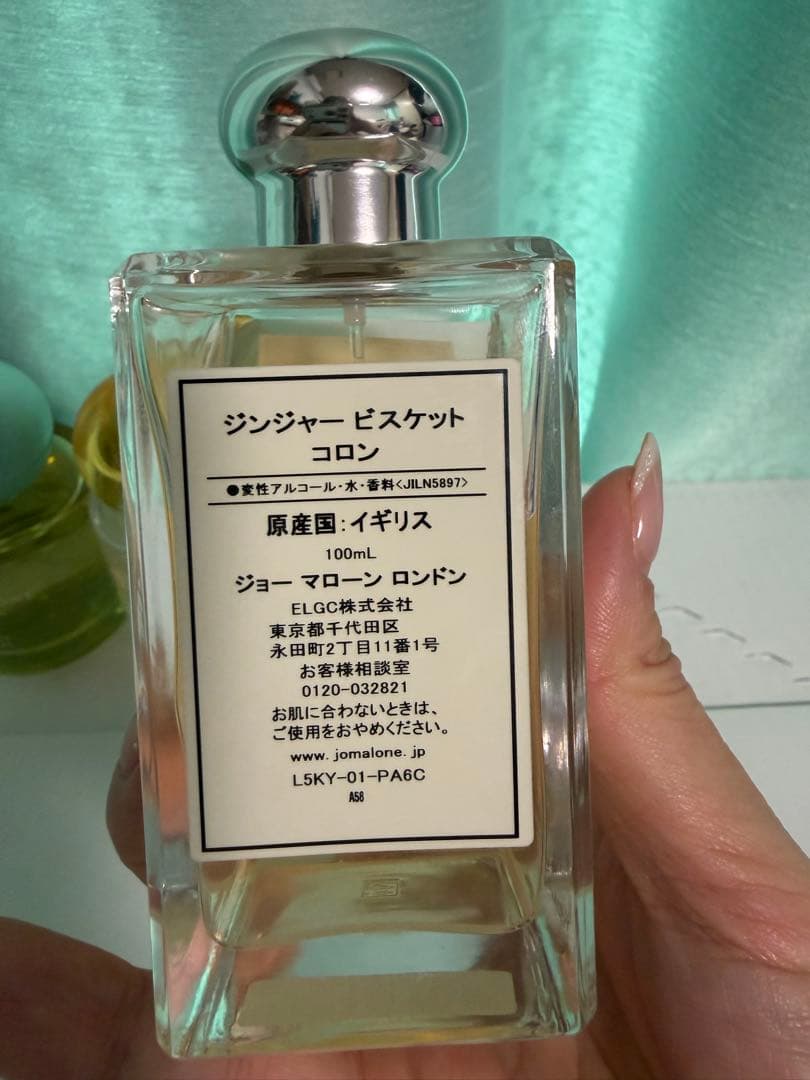 ジンジャー ビスケット
コロン
●変性アルコール・水・香料<JILN5897>
原産国：イギリス
100mL
ジョー マローン ロンドン
ELGC株式会社
東京都千代田区
永田町2丁目11番1号
お客様相談室
0120-032821
お肌に合わないときは、
ご使用をおやめください。
www.jomalone.jp
L5KY-01-PA6C
A56